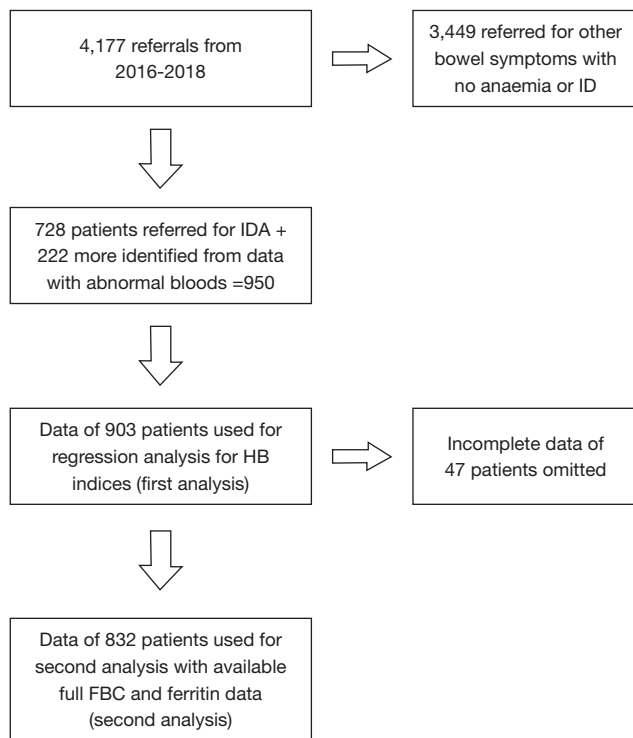 4,177 referrals from
2016-2018
3,449 referred for other
bowel symptoms with
no anaemia or ID
728 patients referred for IDA +
222 more identified from data
with abnormal bloods =950
Data of 903 patients used for
regression analysis for HB
indices (first analysis)
Incomplete data of
47 patients omitted
Data of 832 patients used for
second analysis with available
full FBC and ferritin data
(second analysis)